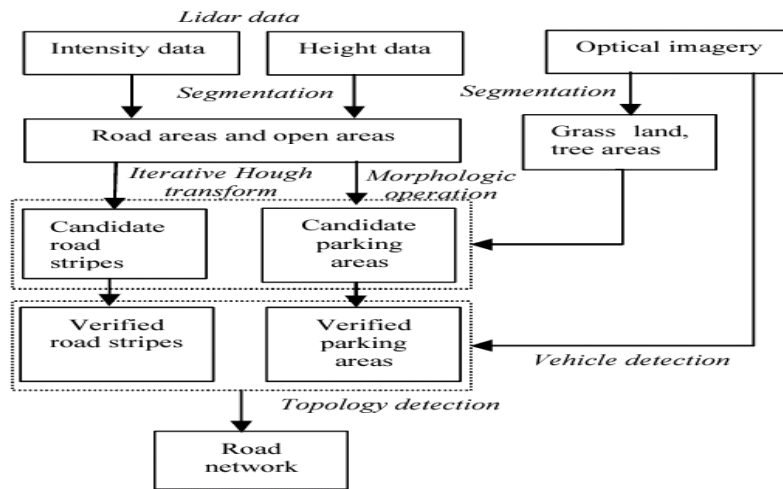 Lidar data
Intensity data
Height data
Optical imagery
Segmentation
Segmentation
Road areas and open areas
Grass land,
tree areas
Iterative Hough
transform
Morphologic
operation
Candidate
road
stripes
Candidate
parking
areas
Verified
road stripes
Verified
parking
areas
Vehicle detection
Topology detection
Road
network